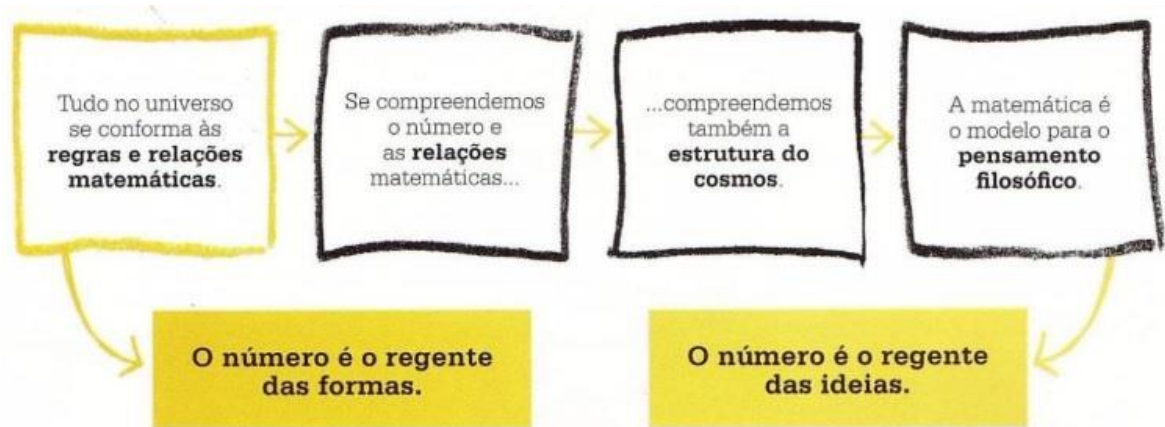 Tudo no universo
se conforma às
regras e relações
matemáticas.
Se compreendemos
o número e
as relações
matemáticas...
...compreendemos
também a
estrutura do
cosmos.
A matemática é
o modelo para o
pensamento
filosófico.
O número é o regente
das formas.
O número é o regente
das ideias.